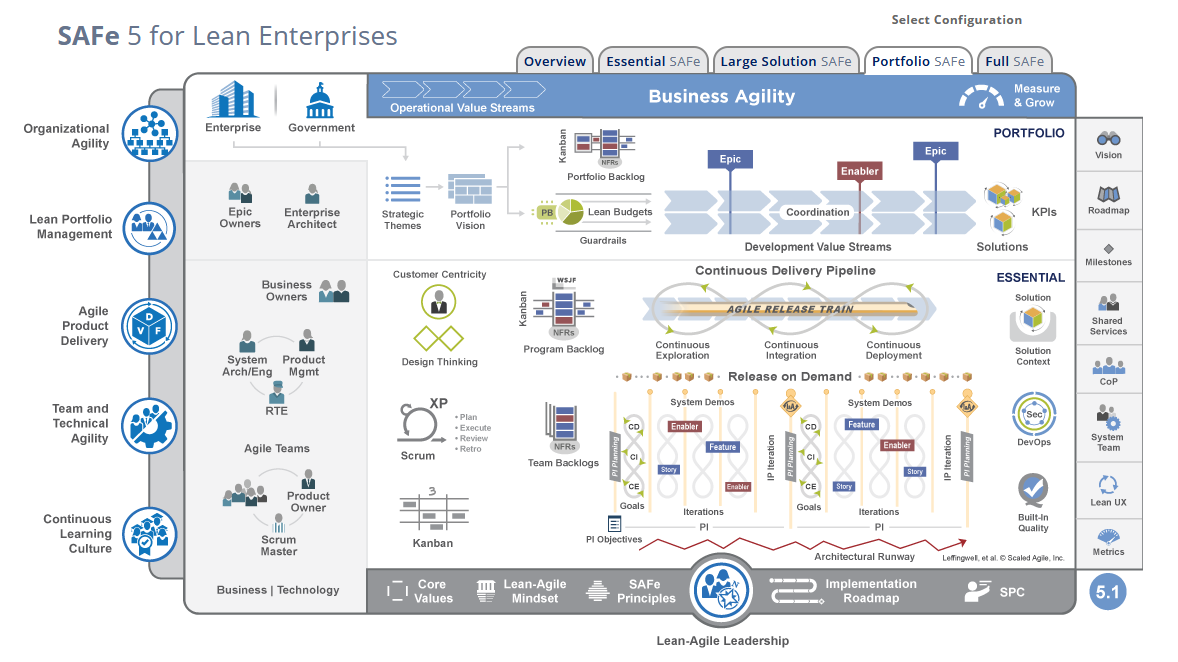 Select Configuration
SAFe 5 for Lean Enterprises
Overview
Essential SAFe
Large Solution SAFe
Portfolio SAFe
Full SAFe
Organizational
Agility
Lean Portfolio
Management
Agile
Product
Delivery
D
V F
Team and
Technical
Agility
Continuous
Learning
Culture
Enterprise
Government
Operational Value Streams
Business Agility
Measure
& Grow
PORTFOLIO
Epic
Owners
Enterprise
Architect
Strategic
Themes
Portfolio
Vision
Kanban
NFRs
Portfolio Backlog
PB
Lean Budgets
Guardrails
Epic
Enabler
Epic
Coordination
Development Value Streams
KPIs
Solutions
Business
Owners
System
Arch/Eng
Product
Mgmt
RTE
Agile Teams
Product
Owner
Scrum
Master
Business | Technology
Customer Centricity
Design Thinking
XP
• Plan
• Execute
• Review
• Retro
Scrum
3
Kanban
WSJF
Kanban
NFRs
Program Backlog
NFRs
Team Backlogs
Continuous Delivery Pipeline
ESSENTIAL
AGILE RELEASE TRAIN
Continuous
Exploration
Continuous
Integration
Continuous
Deployment
Release on Demand
System Demos
System Demos
PI Planning
CD
CI
CE
Goals
Enabler
Feature
Story
Enabler
Iterations
IP Iteration
I&A
PI Planning
CD
CI
CE
Goals
Feature
Enabler
Story
Story
Iterations
IP Iteration
I&A
PI Planning
PI
PI
PI Objectives
Architectural Runway
Leffingwell, et al. © Scaled Agile, Inc.
Solution
Solution
Context
Sec
DevOps
Built-In
Quality
Vision
Roadmap
Milestones
Shared
Services
CoP
System
Team
Lean UX
Metrics
Core
Values
Lean-Agile
Mindset
SAFe
Principles
N
Implementation
Roadmap
SPC
5.1
Lean-Agile Leadership